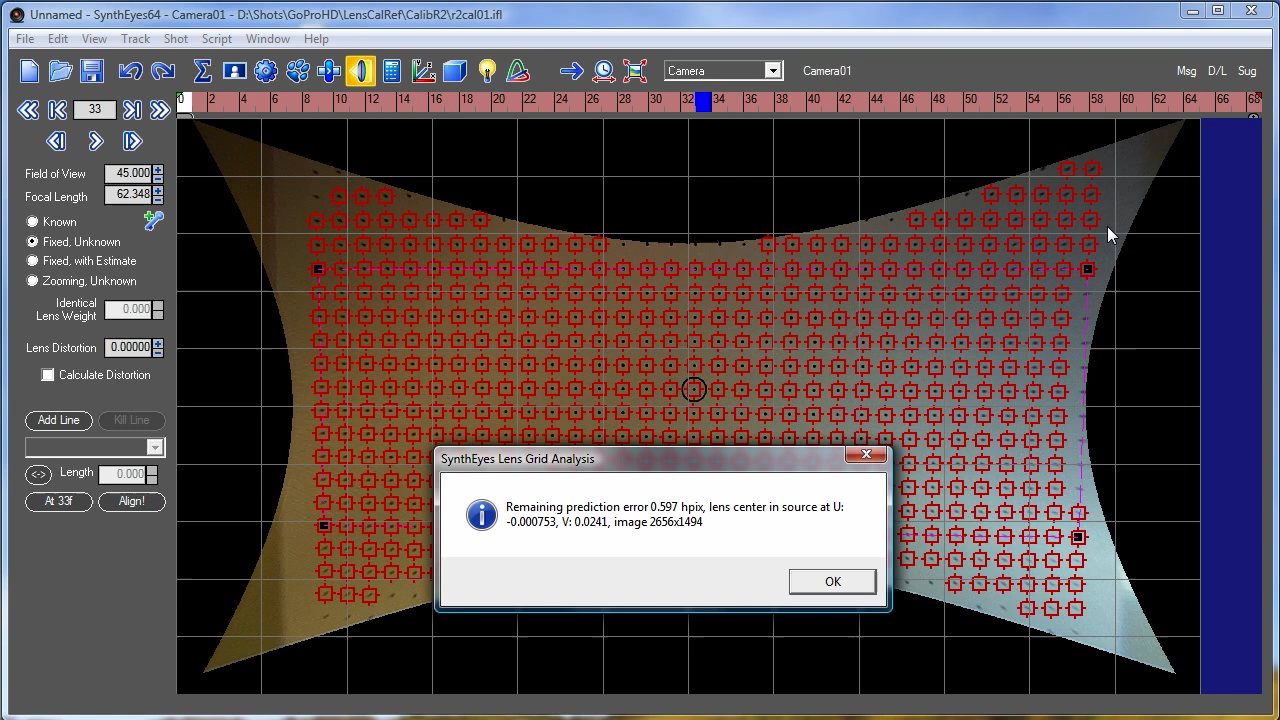 Unnamed - SynthEyes64 - Camera01 - D:\Shots\GoProHD\LensCalRef\CalibR2\r2cal01.ifl
File Edit View Track Shot Script Window Help
Camera Camera01 Msg D/L Sug
0 2 4 6 8 10 12 14 16 18 20 22 24 26 28 30 32 34 36 38 40 42 44 46 48 50 52 54 56 58 60 62 64 66 68
33
Field of View 45.000
Focal Length 62.348
Known
Fixed, Unknown
Fixed, with Estimate
Zooming, Unknown
Identical
Lens Weight 0.000
Lens Distortion 0.00000
Calculate Distortion
Add Line Kill Line
<-> Length 0.000
At 33f Align!
SynthEyes Lens Grid Analysis
Remaining prediction error 0.597 hpix, lens center in source at U:
-0.000753, V: 0.0241, image 2656x1494
OK